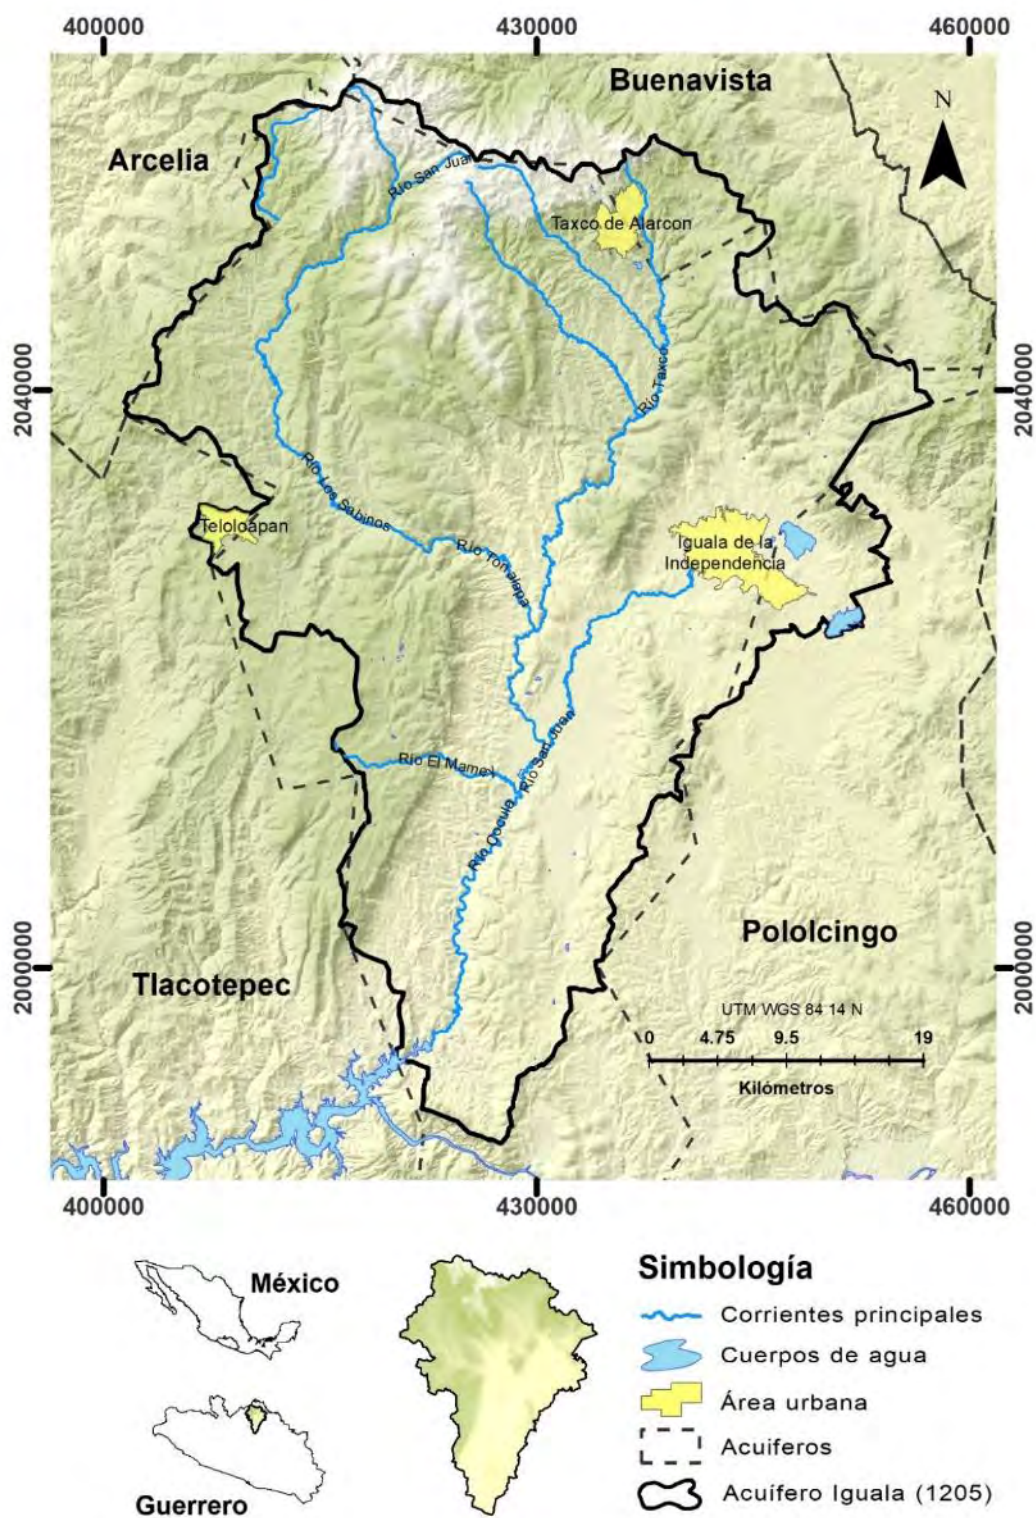 400000
430000
460000
Buenavista
N
Arcelia
Río San Juan
Taxco de Alarcon
2040000
2040000
Río Taxco
Río Los Sabinos
Teloloapan
Río Tonalapa
Iguala de la
Independencia
Río San Juan
Río El Mamey
Río Cocula
Pololcingo
2000000
2000000
Tlacotepec
UTM WGS 84 14 N
0 4.75 9.5 19
Kilómetros
400000
430000
460000
México
Guerrero
Simbología
Corrientes principales
Cuerpos de agua
Área urbana
Acuiferos
Acuífero Iguala (1205)